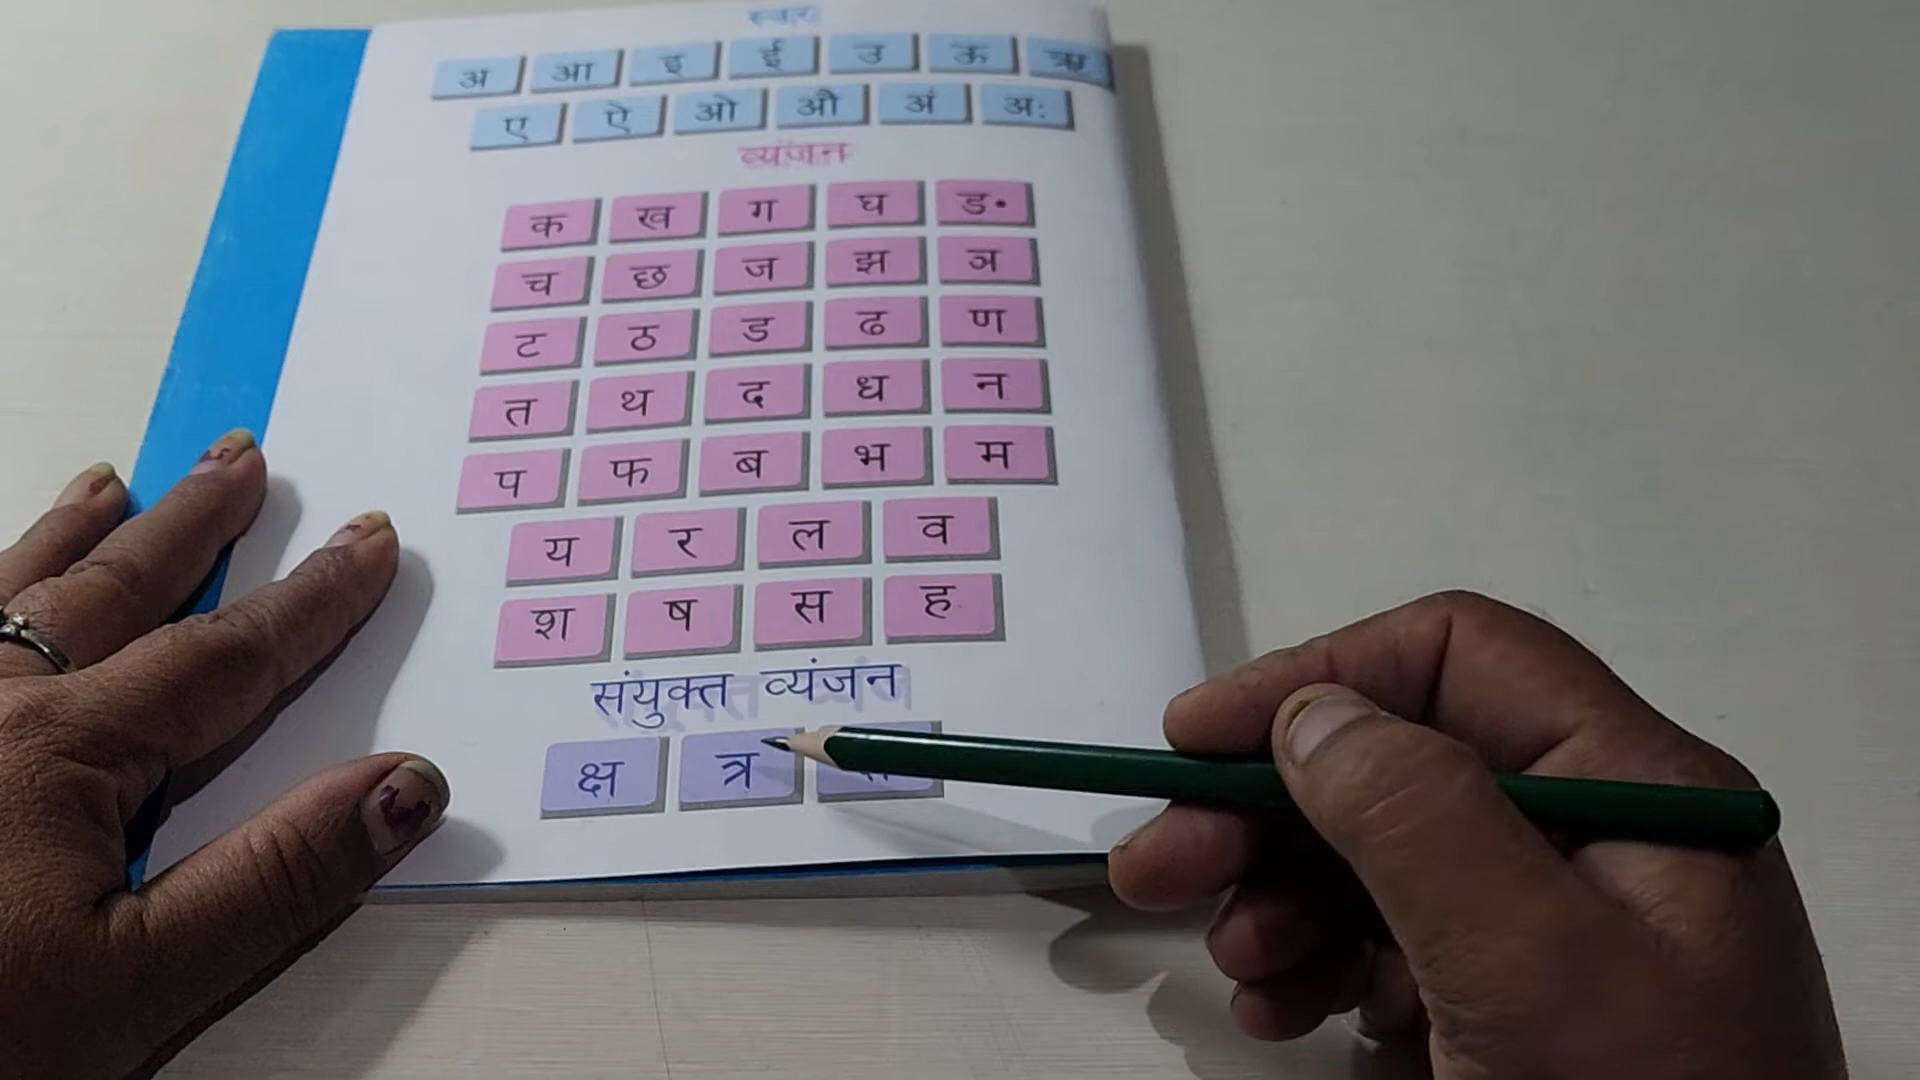 स्वर
अ आ इ ई उ ऊ ऋ
ए ऐ ओ औ अं अः
व्यंजन
क ख ग घ ङ
च छ ज झ ञ
ट ठ ड ढ ण
त थ द ध न
प फ ब भ म
य र ल व
श ष स ह
संयुक्त व्यंजन
क्ष त्र